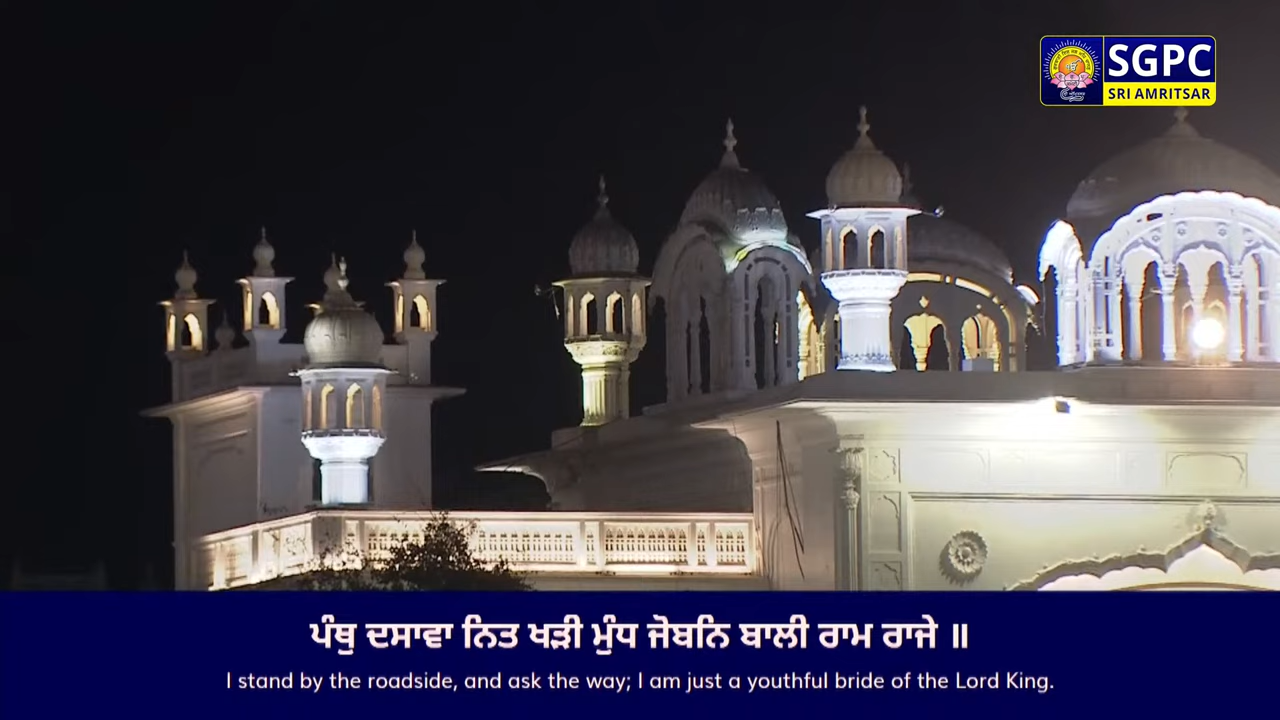 SGPC
SRI AMRITSAR
ਪੰਥੁ ਦਸਾਵਾ ਨਿਤ ਖੜੀ ਮੁੰਧ ਜੋਬਨਿ ਬਾਲੀ ਰਾਮ ਰਾਜੇ ॥
I stand by the roadside, and ask the way; I am just a youthful bride of the Lord King.